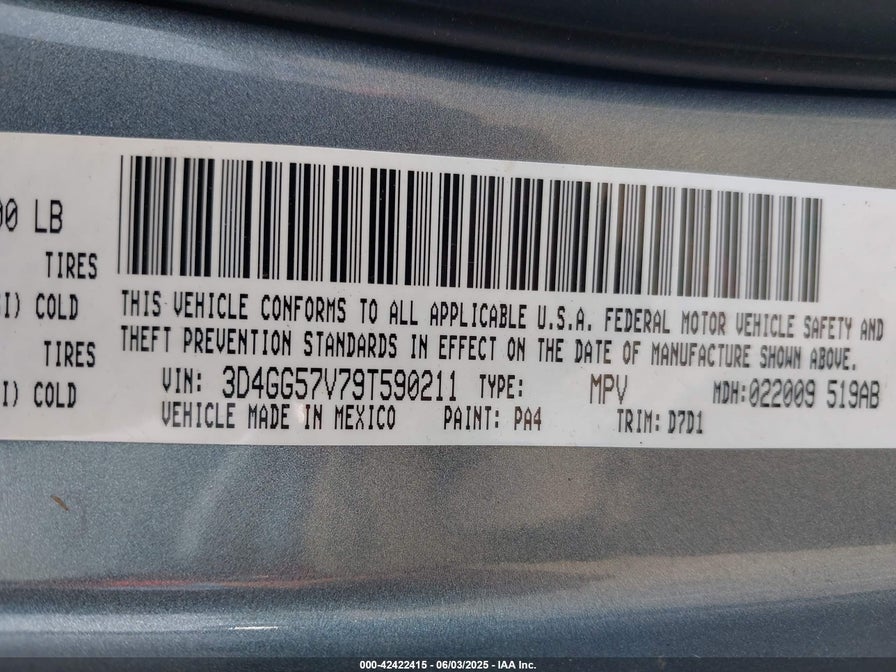 00 LB
TIRES
I) COLD
TIRES
I) COLD
THIS VEHICLE CONFORMS TO ALL APPLICABLE U.S.A. FEDERAL MOTOR VEHICLE SAFETY AND
THEFT PREVENTION STANDARDS IN EFFECT ON THE DATE OF MANUFACTURE SHOWN ABOVE.
VIN: 3D4GG57V79T590211 TYPE: MPV MDH:022009 519AB
VEHICLE MADE IN MEXICO PAINT: PA4 TRIM: D7D1
000-42422415 - 06/03/2025 - IAA Inc.